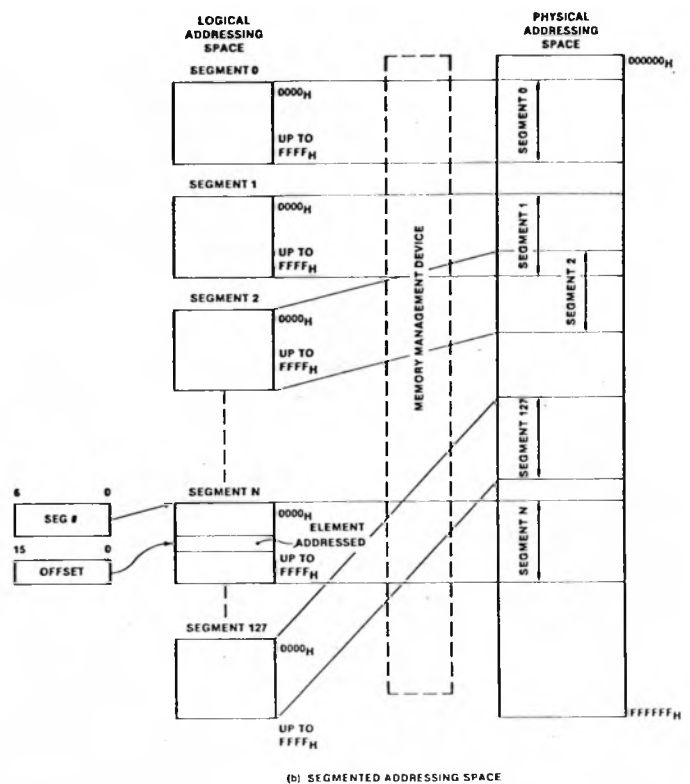 LOGICAL
ADDRESSING
SPACE
PHYSICAL
ADDRESSING
SPACE
SEGMENT 0
0000H
UP TO
FFFFH
SEGMENT 1
0000H
UP TO
FFFFH
SEGMENT 2
0000H
UP TO
FFFFH
6 0
SEG #
15 0
OFFSET
SEGMENT N
0000H
ELEMENT
ADDRESSED
UP TO
FFFFH
SEGMENT 127
0000H
UP TO
FFFFH
MEMORY MANAGEMENT DEVICE
000000H
SEGMENT 0
SEGMENT 1
SEGMENT 2
SEGMENT 127
SEGMENT N
FFFFFFH
(b) SEGMENTED ADDRESSING SPACE